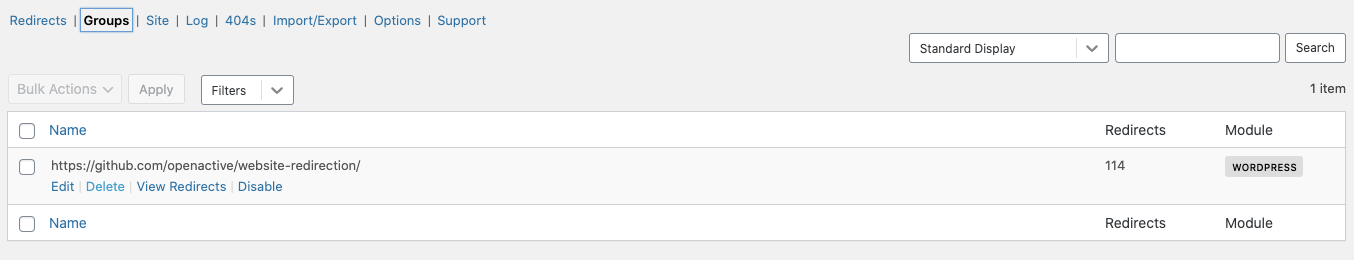 Redirects | Groups | Site | Log | 404s | Import/Export | Options | Support
Standard Display Search
Bulk Actions Apply Filters 1 item
Name Redirects Module
https://github.com/openactive/website-redirection/ 114 WORDPRESS
Edit | Delete | View Redirects | Disable
Name Redirects Module